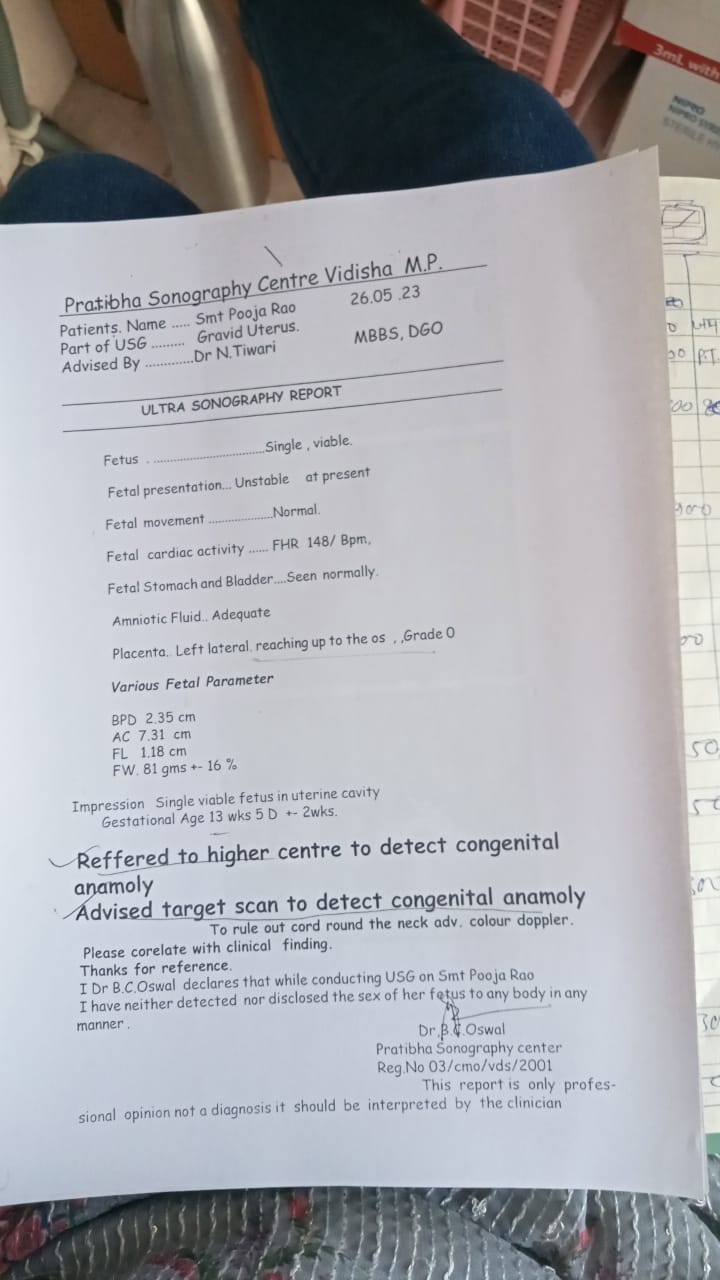 3mL with
NIPRO
Pratibha Sonography Centre Vidisha M.P.
Patients. Name ..... Smt Pooja Rao 26.05 .23
Part of USG ......... Gravid Uterus.
Advised By .............Dr N.Tiwari MBBS, DGO
ULTRA SONOGRAPHY REPORT
Fetus . ..................................Single , viable.
Fetal presentation... Unstable at present
Fetal movement ....................Normal.
Fetal cardiac activity ...... FHR 148/ Bpm,
Fetal Stomach and Bladder....Seen normally.
Amniotic Fluid.. Adequate
Placenta.. Left lateral, reaching up to the os , ,Grade 0
Various Fetal Parameter
BPD 2.35 cm
AC 7.31 cm
FL 1.18 cm
FW. 81 gms +- 16 %
Impression Single viable fetus in uterine cavity
Gestational Age 13 wks 5 D +- 2wks.
Reffered to higher centre to detect congenital
anamoly
Advised target scan to detect congenital anamoly
To rule out cord round the neck adv. colour doppler.
Please corelate with clinical finding.
Thanks for reference.
I Dr B.C.Oswal declares that while conducting USG on Smt Pooja Rao
I have neither detected nor disclosed the sex of her fetus to any body in any
manner .
Dr.B.C.Oswal
Pratibha Sonography center
Reg.No 03/cmo/vds/2001
This report is only profes-
sional opinion not a diagnosis it should be interpreted by the clinician